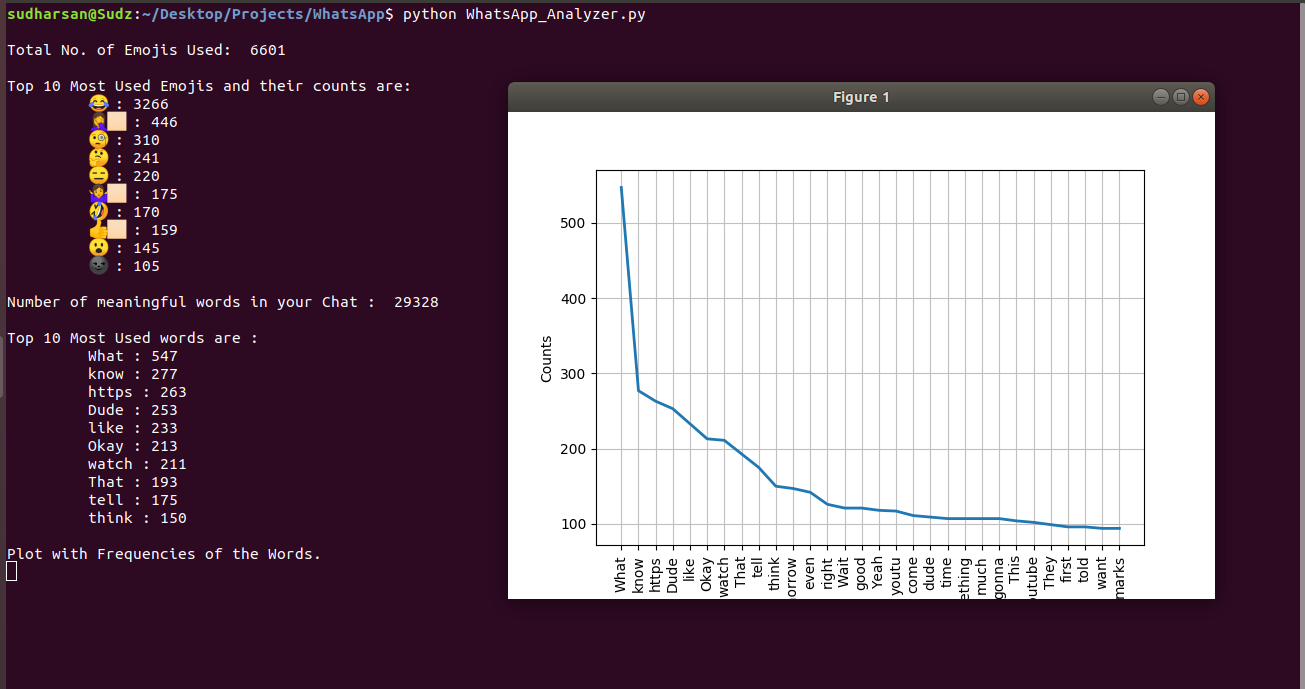 sudharsan@Sudz:~/Desktop/Projects/WhatsApp$ python WhatsApp_Analyzer.py
Total No. of Emojis Used:  6601
Top 10 Most Used Emojis and their counts are:
😂 : 3266
🤦‍♀🏻 : 446
🧐 : 310
🤔 : 241
😑 : 220
🤷‍♀🏻 : 175
🤣 : 170
👍🏻 : 159
😮 : 145
🌚 : 105
Number of meaningful words in your Chat :  29328
Top 10 Most Used words are :
What : 547
know : 277
https : 263
Dude : 253
like : 233
Okay : 213
watch : 211
That : 193
tell : 175
think : 150
Plot with Frequencies of the Words.
Figure 1
500
400
300
200
100
Counts
What
know
https
Dude
like
Okay
watch
That
tell
think
orrow
even
right
Wait
good
Yeah
youtu
come
dude
time
ething
much
gonna
This
outube
They
first
told
want
marks